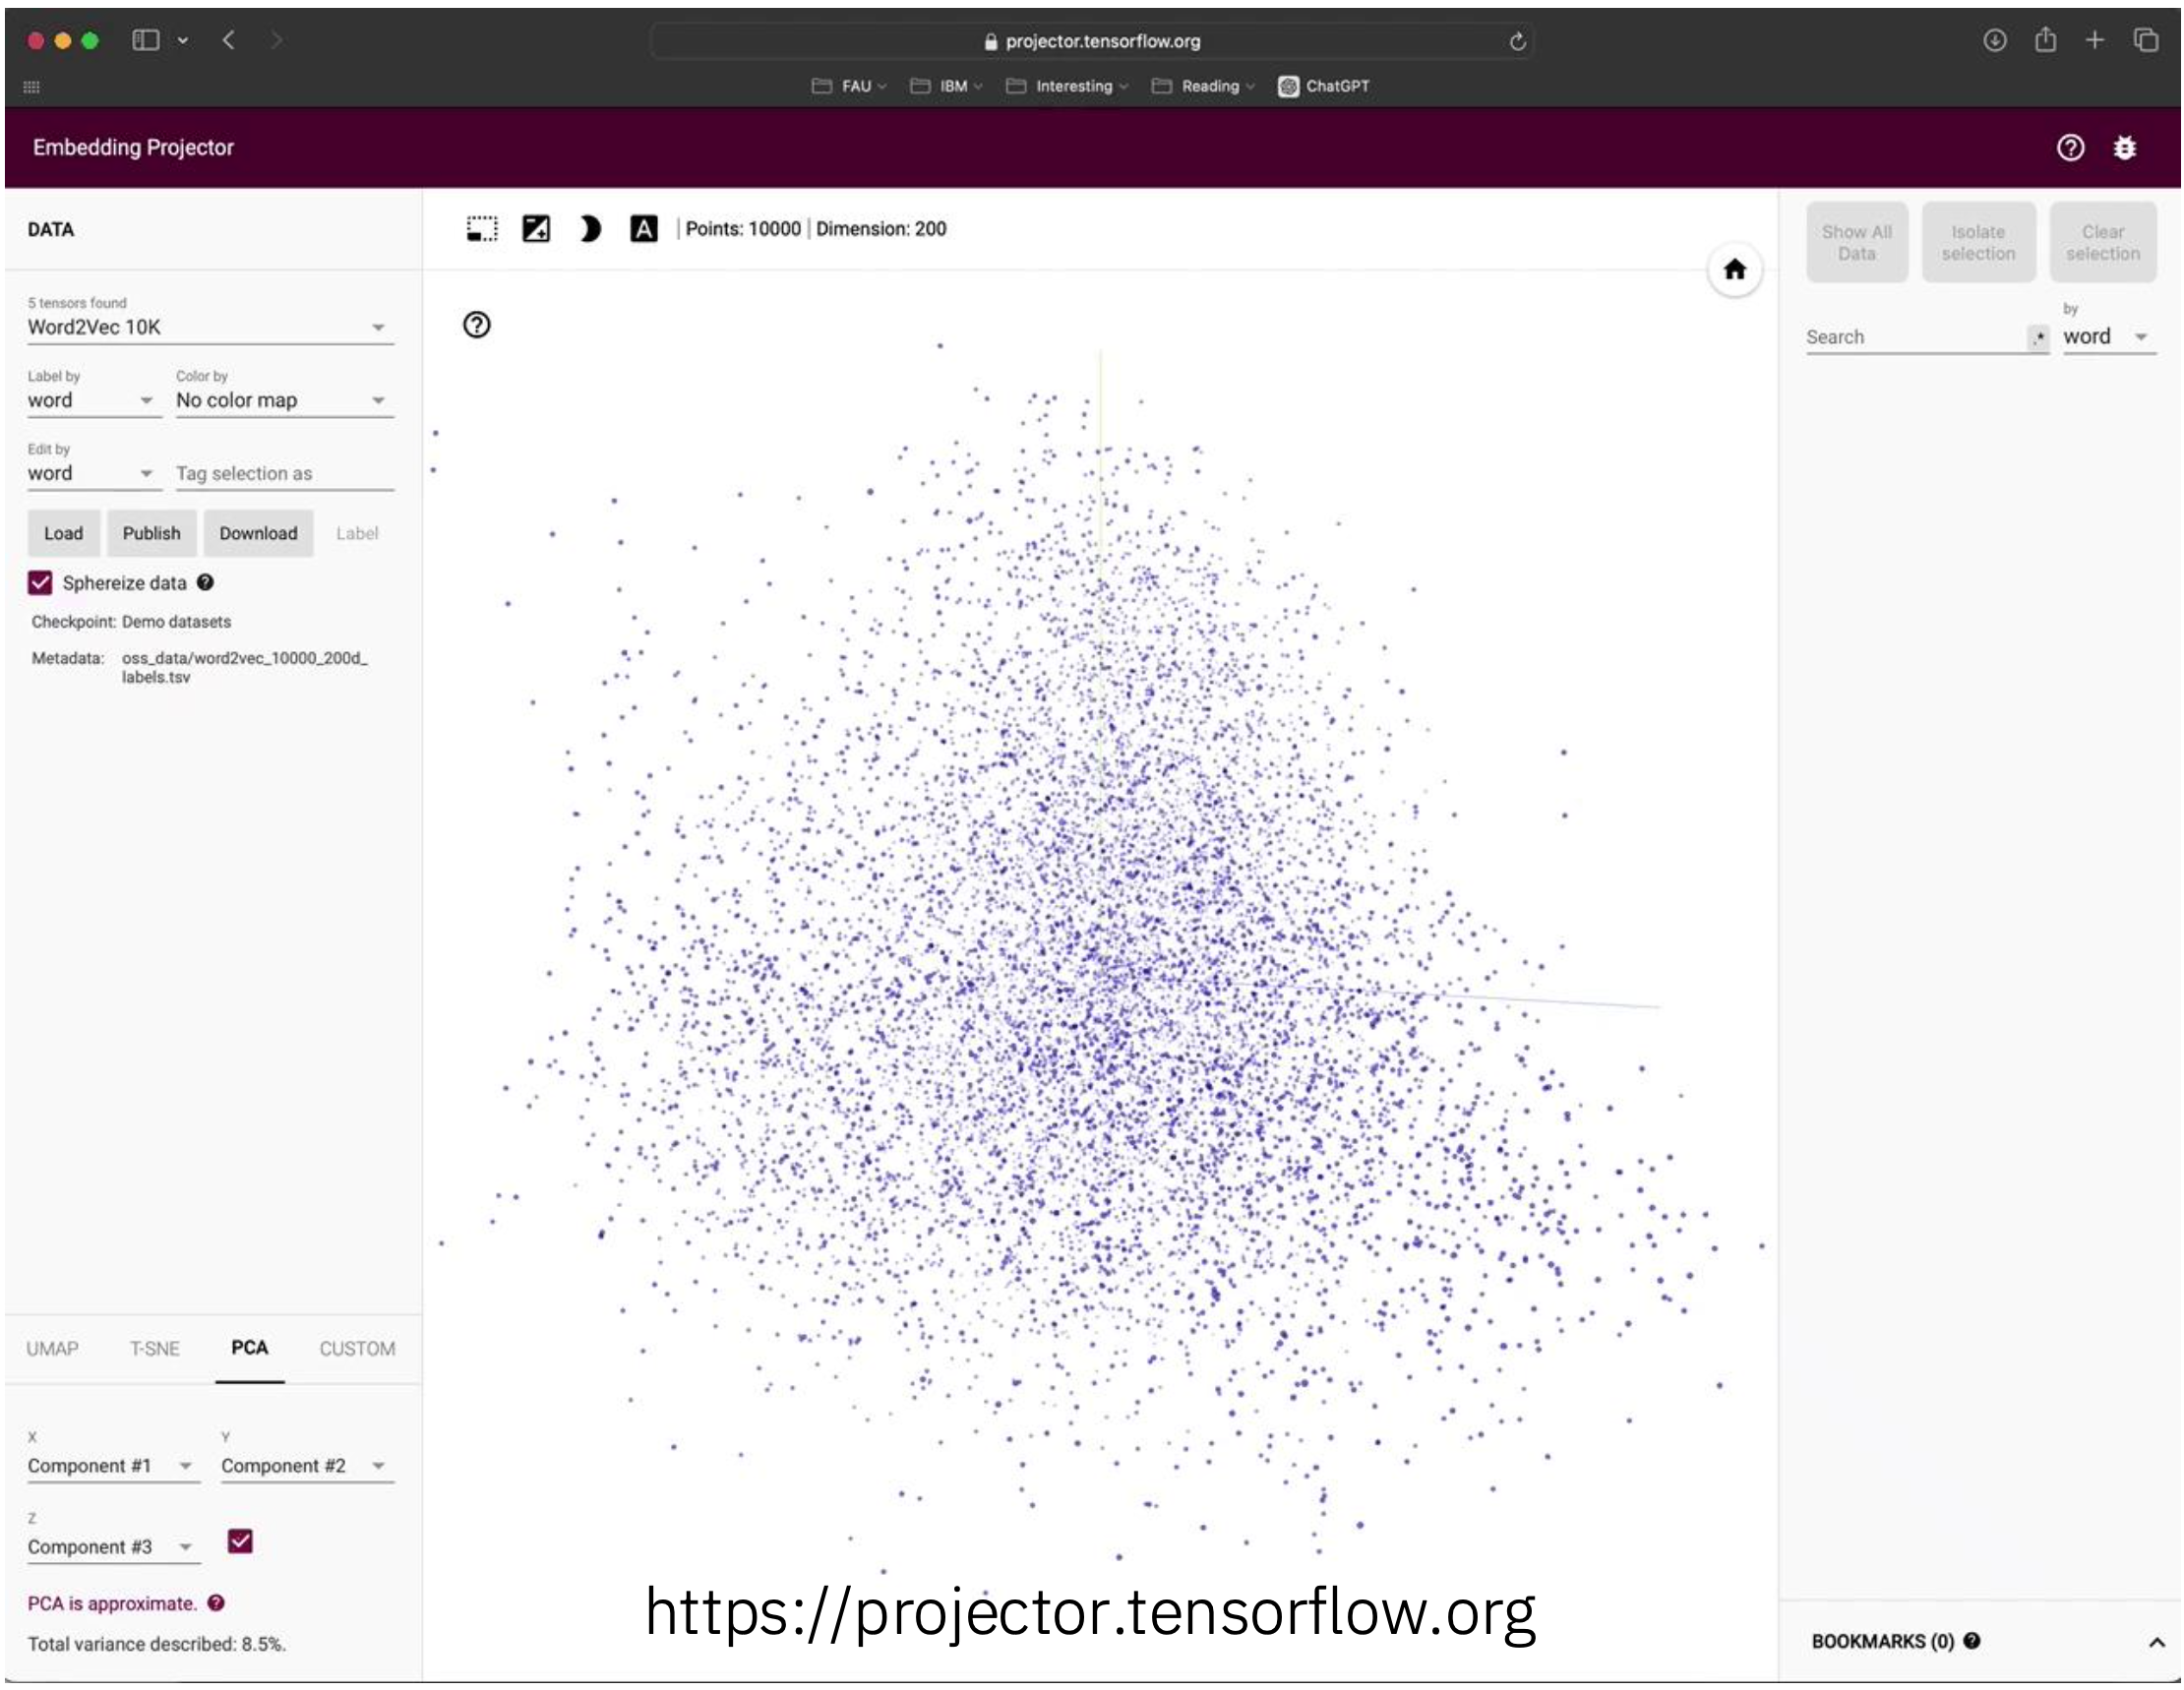 projector.tensorflow.org
FAU IBM Interesting Reading ChatGPT
Embedding Projector
DATA
Points: 10000 | Dimension: 200
Show All
Data
Isolate
selection
Clear
selection
5 tensors found
Word2Vec 10K
by
Search .* word
Label by Color by
word No color map
Edit by
word Tag selection as
Load Publish Download Label
Sphereize data
Checkpoint: Demo datasets
Metadata: oss_data/word2vec_10000_200d_
labels.tsv
UMAP T-SNE PCA CUSTOM
X Y
Component #1 Component #2
Z
Component #3
PCA is approximate.
Total variance described: 8.5%.
https://projector.tensorflow.org
BOOKMARKS (0)